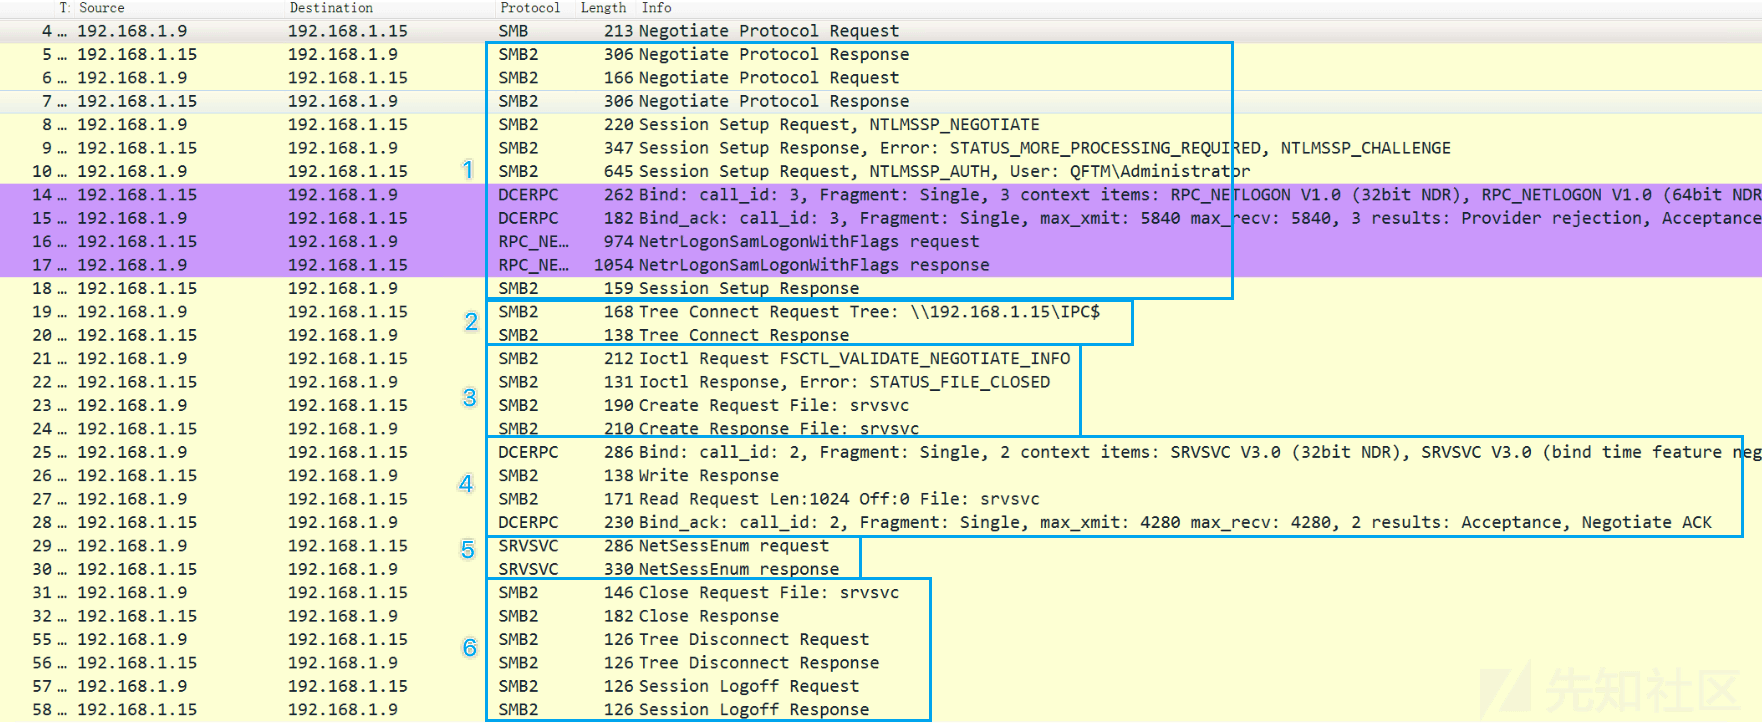 T: Source Destination Protocol Length Info
4 … 192.168.1.9 192.168.1.15 SMB 213 Negotiate Protocol Request
5 … 192.168.1.15 192.168.1.9 SMB2 306 Negotiate Protocol Response
6 … 192.168.1.9 192.168.1.15 SMB2 166 Negotiate Protocol Request
7 … 192.168.1.15 192.168.1.9 SMB2 306 Negotiate Protocol Response
8 … 192.168.1.9 192.168.1.15 SMB2 220 Session Setup Request, NTLMSSP_NEGOTIATE
9 … 192.168.1.15 192.168.1.9 SMB2 347 Session Setup Response, Error: STATUS_MORE_PROCESSING_REQUIRED, NTLMSSP_CHALLENGE
10 … 192.168.1.9 192.168.1.15 1 SMB2 645 Session Setup Request, NTLMSSP_AUTH, User: QFTM\Administrator
14 … 192.168.1.15 192.168.1.9 DCERPC 262 Bind: call_id: 3, Fragment: Single, 3 context items: RPC_NETLOGON V1.0 (32bit NDR), RPC_NETLOGON V1.0 (64bit NDR
15 … 192.168.1.9 192.168.1.15 DCERPC 182 Bind_ack: call_id: 3, Fragment: Single, max_xmit: 5840 max_recv: 5840, 3 results: Provider rejection, Acceptance
16 … 192.168.1.15 192.168.1.9 RPC_NE… 974 NetrLogonSamLogonWithFlags request
17 … 192.168.1.9 192.168.1.15 RPC_NE… 1054 NetrLogonSamLogonWithFlags response
18 … 192.168.1.15 192.168.1.9 SMB2 159 Session Setup Response
19 … 192.168.1.9 192.168.1.15 2 SMB2 168 Tree Connect Request Tree: \\192.168.1.15\IPC$
20 … 192.168.1.15 192.168.1.9 SMB2 138 Tree Connect Response
21 … 192.168.1.9 192.168.1.15 SMB2 212 Ioctl Request FSCTL_VALIDATE_NEGOTIATE_INFO
22 … 192.168.1.15 192.168.1.9 SMB2 131 Ioctl Response, Error: STATUS_FILE_CLOSED
23 … 192.168.1.9 192.168.1.15 3 SMB2 190 Create Request File: srvsvc
24 … 192.168.1.15 192.168.1.9 SMB2 210 Create Response File: srvsvc
25 … 192.168.1.9 192.168.1.15 DCERPC 286 Bind: call_id: 2, Fragment: Single, 2 context items: SRVSVC V3.0 (32bit NDR), SRVSVC V3.0 (bind time feature neg
26 … 192.168.1.15 192.168.1.9 4 SMB2 138 Write Response
27 … 192.168.1.9 192.168.1.15 SMB2 171 Read Request Len:1024 Off:0 File: srvsvc
28 … 192.168.1.15 192.168.1.9 DCERPC 230 Bind_ack: call_id: 2, Fragment: Single, max_xmit: 4280 max_recv: 4280, 2 results: Acceptance, Negotiate ACK
29 … 192.168.1.9 192.168.1.15 5 SRVSVC 286 NetSessEnum request
30 … 192.168.1.15 192.168.1.9 SRVSVC 330 NetSessEnum response
31 … 192.168.1.9 192.168.1.15 SMB2 146 Close Request File: srvsvc
32 … 192.168.1.15 192.168.1.9 SMB2 182 Close Response
55 … 192.168.1.9 192.168.1.15 6 SMB2 126 Tree Disconnect Request
56 … 192.168.1.15 192.168.1.9 SMB2 126 Tree Disconnect Response
57 … 192.168.1.9 192.168.1.15 SMB2 126 Session Logoff Request
58 … 192.168.1.15 192.168.1.9 SMB2 126 Session Logoff Response
先知社区